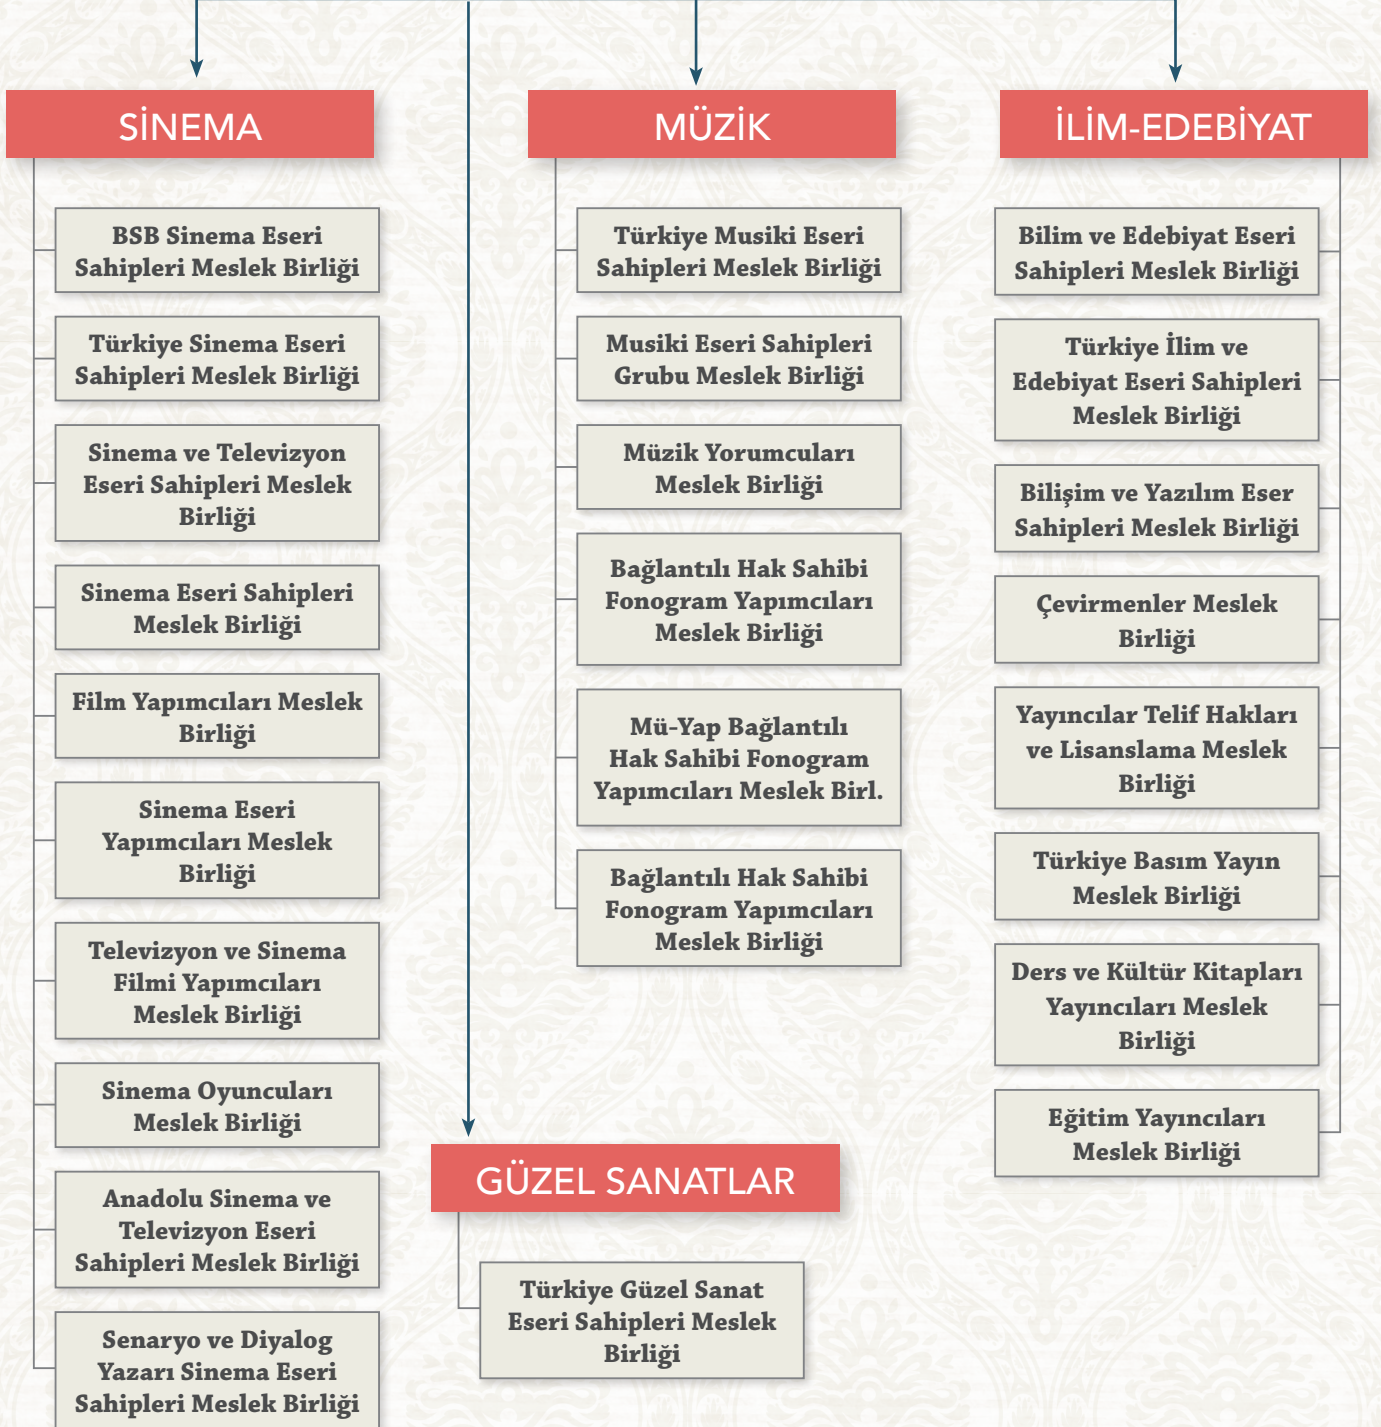 SİNEMA
BSB Sinema Eseri
Sahipleri Meslek Birliği
Türkiye Sinema Eseri
Sahipleri Meslek Birliği
Sinema ve Televizyon
Eseri Sahipleri Meslek
Birliği
Sinema Eseri Sahipleri
Meslek Birliği
Film Yapımcıları Meslek
Birliği
Sinema Eseri
Yapımcıları Meslek
Birliği
Televizyon ve Sinema
Filmi Yapımcıları
Meslek Birliği
Sinema Oyuncuları
Meslek Birliği
Anadolu Sinema ve
Televizyon Eseri
Sahipleri Meslek Birliği
Senaryo ve Diyalog
Yazarı Sinema Eseri
Sahipleri Meslek Birliği
MÜZİK
Türkiye Musiki Eseri
Sahipleri Meslek Birliği
Musiki Eseri Sahipleri
Grubu Meslek Birliği
Müzik Yorumcuları
Meslek Birliği
Bağlantılı Hak Sahibi
Fonogram Yapımcıları
Meslek Birliği
Mü-Yap Bağlantılı
Hak Sahibi Fonogram
Yapımcıları Meslek Birl.
Bağlantılı Hak Sahibi
Fonogram Yapımcıları
Meslek Birliği
GÜZEL SANATLAR
Türkiye Güzel Sanat
Eseri Sahipleri Meslek
Birliği
İLİM-EDEBİYAT
Bilim ve Edebiyat Eseri
Sahipleri Meslek Birliği
Türkiye İlim ve
Edebiyat Eseri Sahipleri
Meslek Birliği
Bilişim ve Yazılım Eser
Sahipleri Meslek Birliği
Çevirmenler Meslek
Birliği
Yayıncılar Telif Hakları
ve Lisanslama Meslek
Birliği
Türkiye Basım Yayın
Meslek Birliği
Ders ve Kültür Kitapları
Yayıncıları Meslek
Birliği
Eğitim Yayıncıları
Meslek Birliği